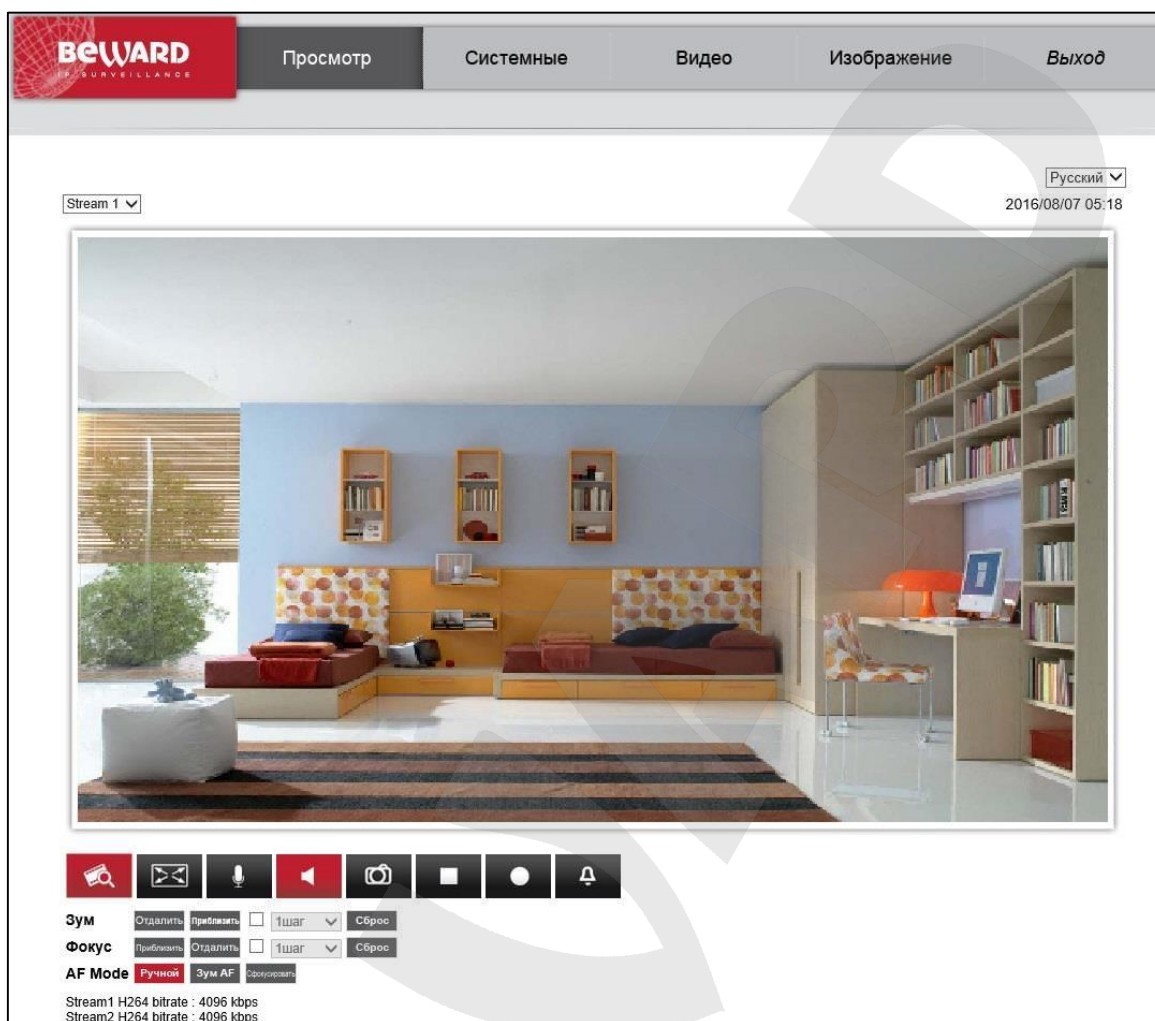 BEWARD
IP SURVEILLANCE
Просмотр
Системные
Видео
Изображение
Выход
Русский
Stream 1
2016/08/07 05:18
Зум Отдалить Приблизить 1шаг Сброс
Фокус Приблизить Отдалить 1шаг Сброс
AF Mode Ручной Зум AF Сфокусировать
Stream1 H264 bitrate : 4096 kbps
Stream2 H264 bitrate : 4096 kbps